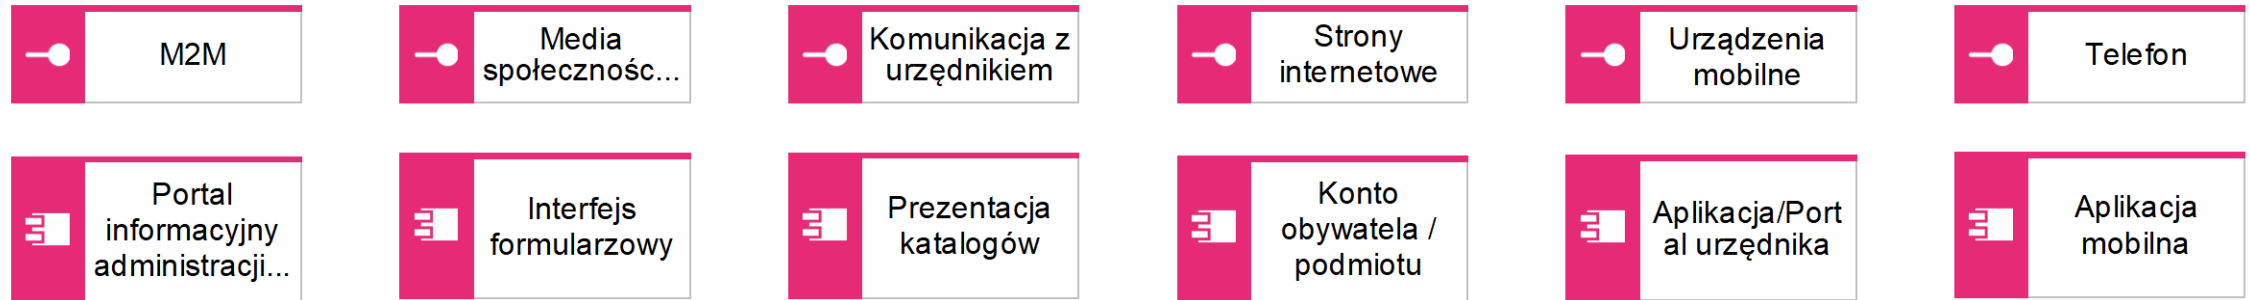 M2M
Media
społecznośc...
Komunikacja z
urzędnikiem
Strony
internetowe
Urządzenia
mobilne
Telefon
Portal
informacyjny
administracji...
Interfejs
formularzowy
Prezentacja
katalogów
Konto
obywatela /
podmiotu
Aplikacja/Port
al urzędnika
Aplikacja
mobilna